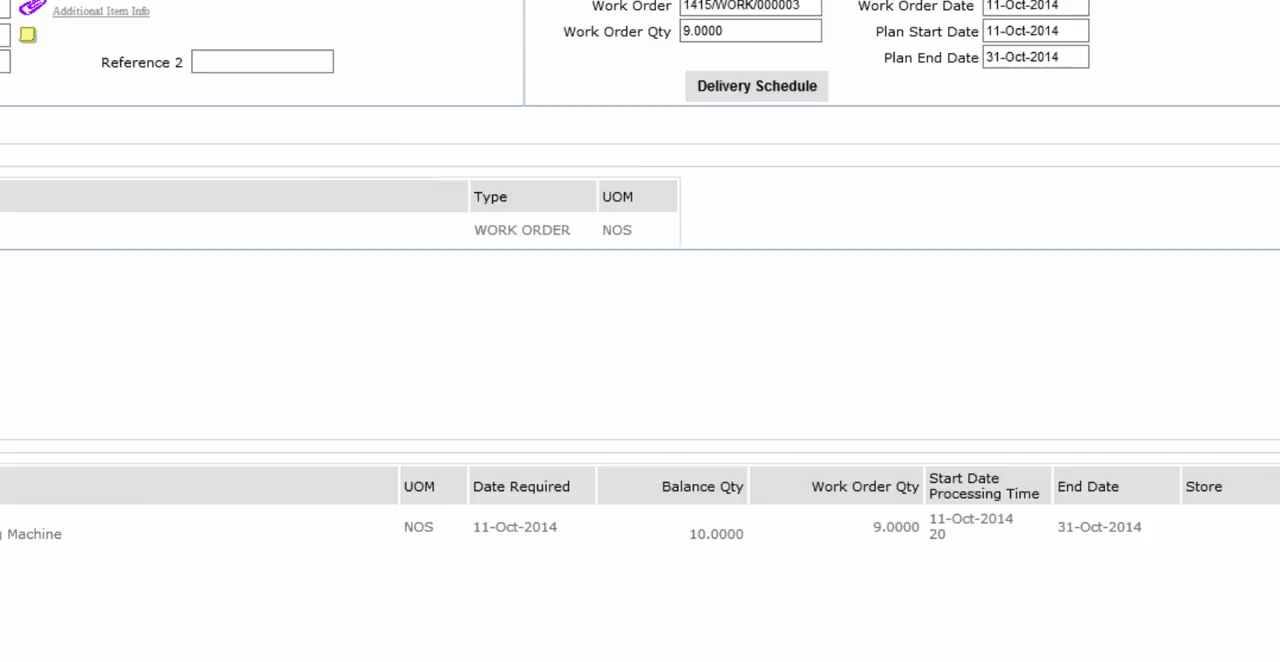 Additional Item Info
Work Order 1415/WORK/000003 Work Order Date 11-Oct-2014
Work Order Qty 9.0000 Plan Start Date 11-Oct-2014
Reference 2 Plan End Date 31-Oct-2014
Delivery Schedule
Type UOM
WORK ORDER NOS
UOM Date Required Balance Qty Work Order Qty Start Date Processing Time End Date Store
Machine NOS 11-Oct-2014 10.0000 9.0000 11-Oct-2014 20 31-Oct-2014